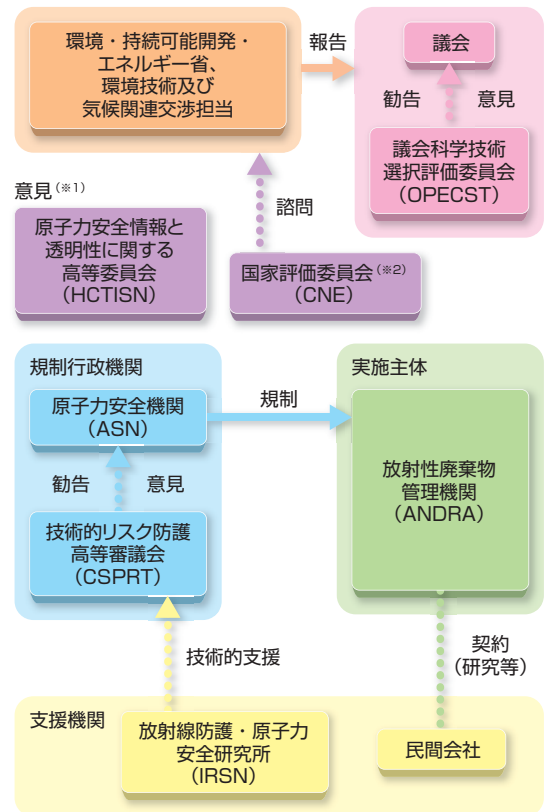 環境・持続可能開発・
エネルギー省、
環境技術及び
気候関連交渉担当
報告
議会
勧告
意見
議会科学技術
選択評価委員会
(OPECST)
意見(※1)
諮問
原子力安全情報と
透明性に関する
高等委員会
(HCTISN)
国家評価委員会(※2)
(CNE)
規制行政機関
原子力安全機関
(ASN)
規制
実施主体
放射性廃棄物
管理機関
(ANDRA)
勧告
意見
技術的リスク防護
高等審議会
(CSPRT)
技術的支援
契約
(研究等)
支援機関
放射線防護・原子力
安全研究所
(IRSN)
民間会社